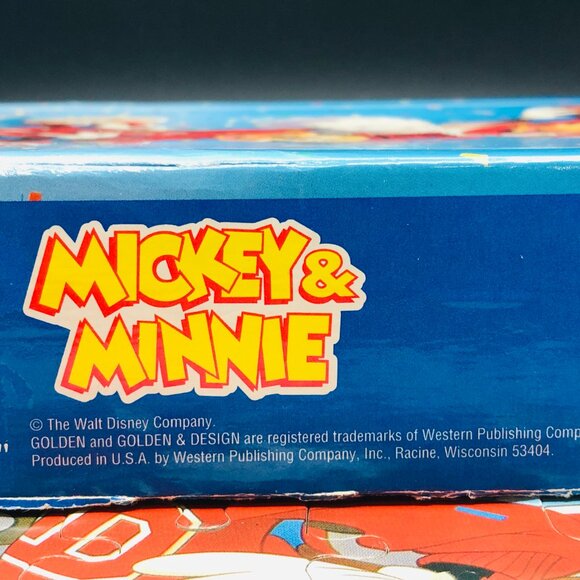 MICKEY &
MINNIE
© The Walt Disney Company.
GOLDEN and GOLDEN & DESIGN are registered trademarks of Western Publishing Comp
" Produced in U.S.A. by Western Publishing Company, Inc., Racine, Wisconsin 53404.